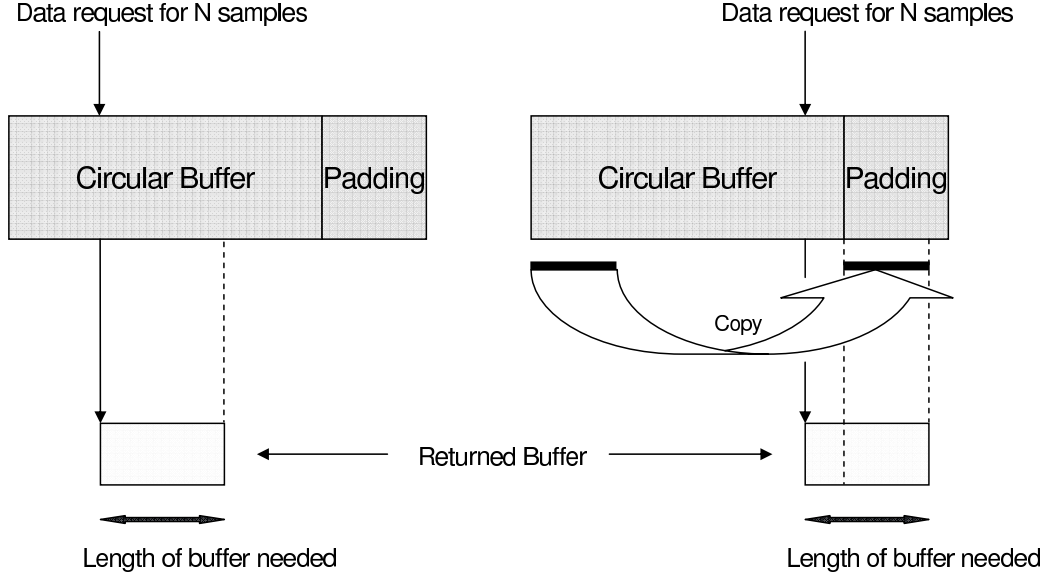 Data request for N samples
Data request for N samples
Circular Buffer
Padding
Circular Buffer
Padding
Copy
Returned Buffer
Length of buffer needed
Length of buffer needed